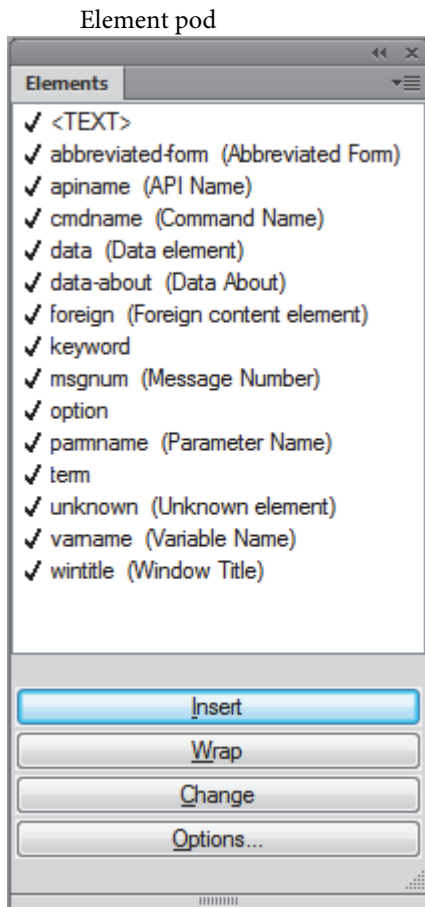 Element pod
Elements
✓ <TEXT>
✓ abbreviated-form (Abbreviated Form)
✓ apiname (API Name)
✓ cmdname (Command Name)
✓ data (Data element)
✓ data-about (Data About)
✓ foreign (Foreign content element)
✓ keyword
✓ msgnum (Message Number)
✓ option
✓ parmname (Parameter Name)
✓ term
✓ unknown (Unknown element)
✓ varname (Variable Name)
✓ wintitle (Window Title)
Insert
Wrap
Change
Options...